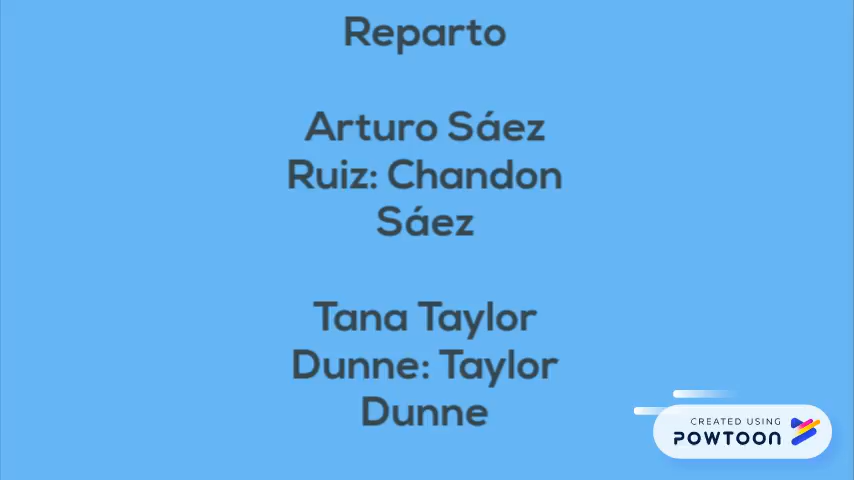 Reparto
Arturo Sáez
Ruiz: Chandon
Sáez
Tana Taylor
Dunne: Taylor
Dunne
CREATED USING
POWTOON